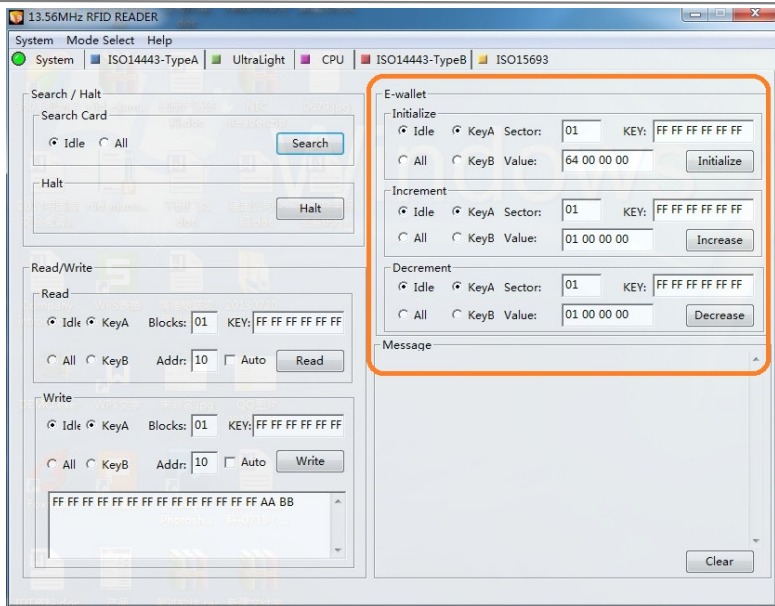 13.56MHz RFID READER
System Mode Select Help
System ISO14443-TypeA UltraLight CPU ISO14443-TypeB ISO15693
Search / Halt
Search Card
Idle All Search
Halt
Halt
Read/Write
Read
Idle KeyA Blocks: 01 KEY: FF FF FF FF FF FF
All KeyB Addr: 10 Auto Read
Write
Idle KeyA Blocks: 01 KEY: FF FF FF FF FF FF
All KeyB Addr: 10 Auto Write
FF FF FF FF FF FF FF FF FF FF FF FF FF FF AA BB
E-wallet
Initialize
Idle KeyA Sector: 01 KEY: FF FF FF FF FF FF
All KeyB Value: 64 00 00 00 Initialize
Increment
Idle KeyA Sector: 01 KEY: FF FF FF FF FF FF
All KeyB Value: 01 00 00 00 Increase
Decrement
Idle KeyA Sector: 01 KEY: FF FF FF FF FF FF
All KeyB Value: 01 00 00 00 Decrease
Message
Clear